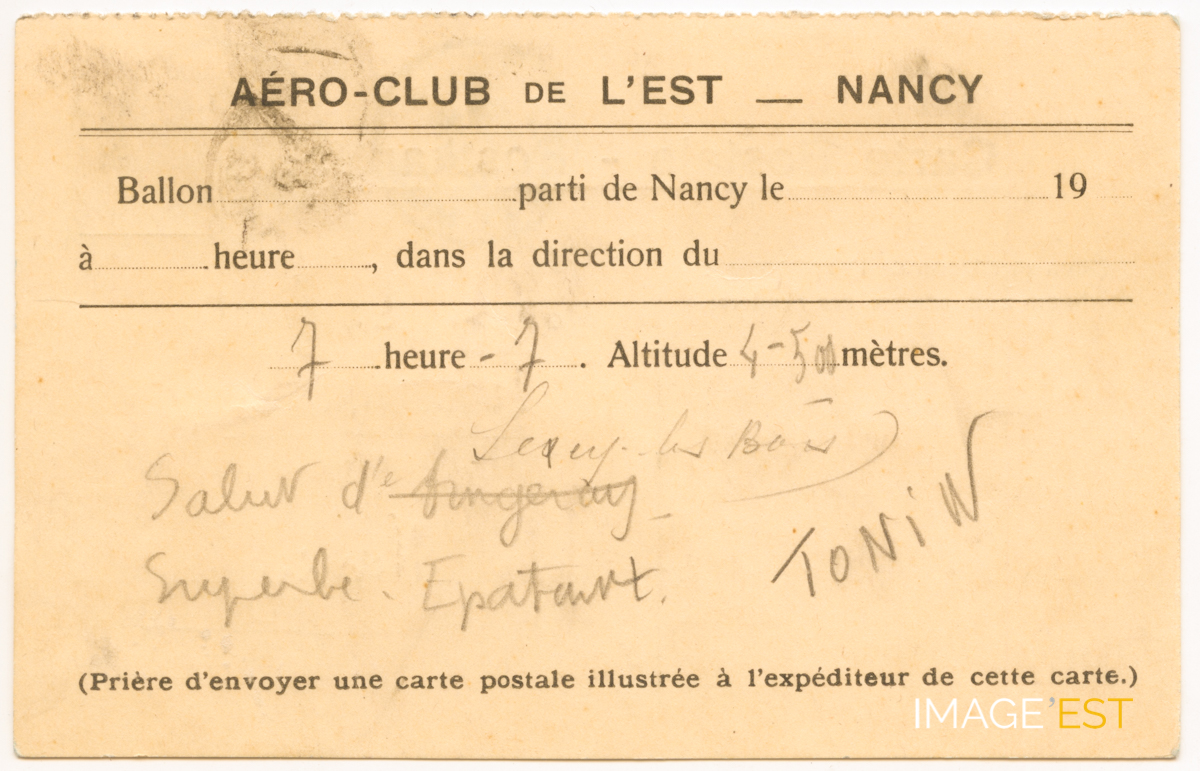 AÉRO-CLUB DE L'EST — NANCY
Ballon parti de Nancy le 19
à heure , dans la direction du
7 heure - 7 . Altitude 4-500 mètres.
les Bois
Salut d'e
Superbe. Epatant.
TONIN
(Prière d'envoyer une carte postale illustrée à l'expéditeur de cette carte.)
IMAGE'EST